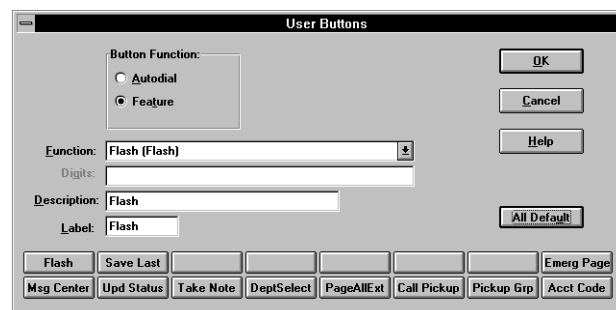 User Buttons
Button Function:
Autodial
Feature
OK
Cancel
Help
Function: Flash (Flash)
Digits:
Description: Flash
Label: Flash
All Default
Flash Save Last Emerg Page
Msg Center Upd Status Take Note DeptSelect PageAllExt Call Pickup Pickup Grp Acct Code